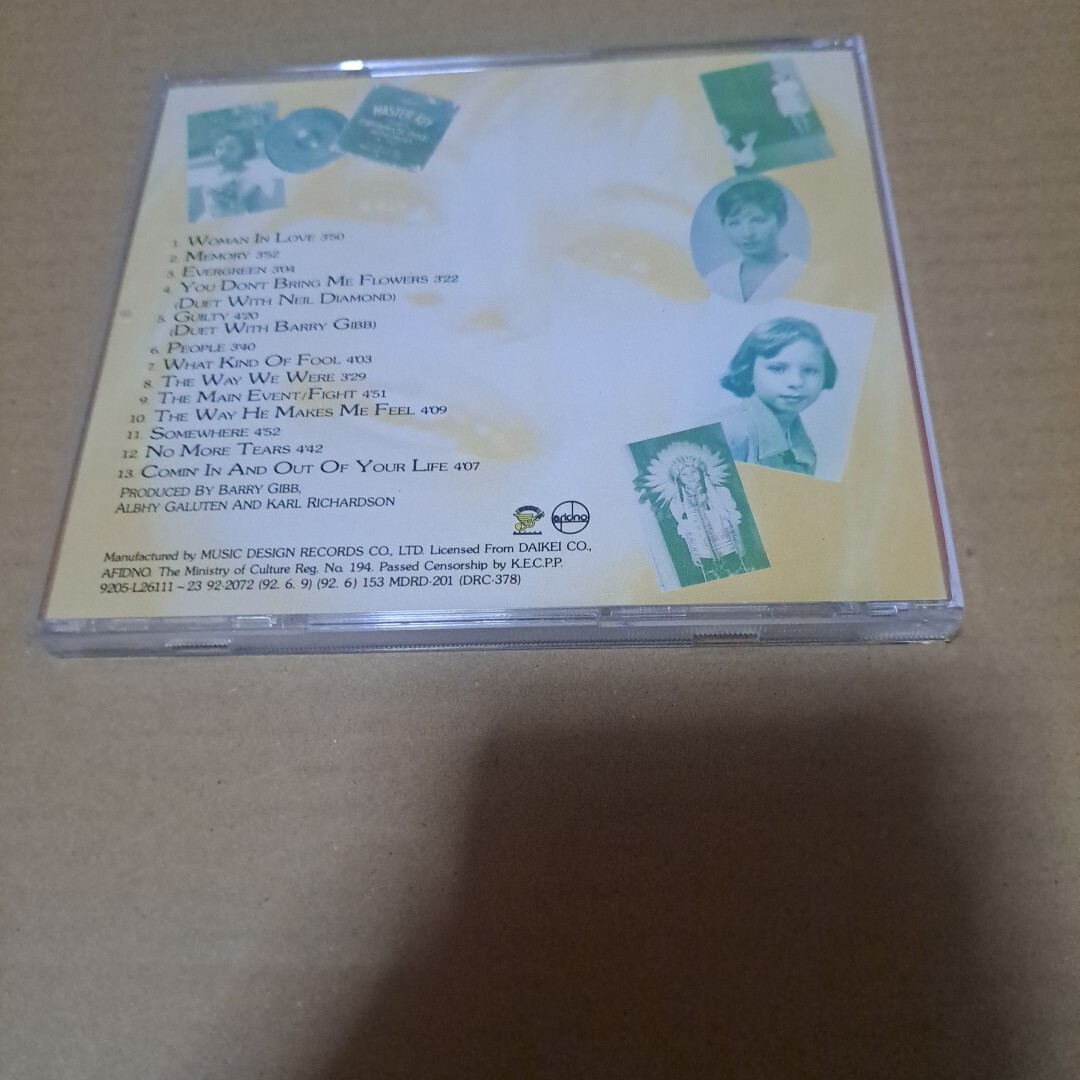 MASTER KEY
1. WOMAN IN LOVE 3'50
2. MEMORY 3'52
3. EVERGREEN 3'04
4. YOU DON'T BRING ME FLOWERS 3'22
(DUET WITH NEIL DIAMOND)
5. GUILTY 4'20
(DUET WITH BARRY GIBB)
6. PEOPLE 3'40
7. WHAT KIND OF FOOL 4'03
8. THE WAY WE WERE 3'29
9. THE MAIN EVENT/FIGHT 4'51
10. THE WAY HE MAKES ME FEEL 4'09
11. SOMEWHERE 4'52
12. NO MORE TEARS 4'42
13. COMIN' IN AND OUT OF YOUR LIFE 4'07
PRODUCED BY BARRY GIBB,
ALBHY GALUTEN AND KARL RICHARDSON
afidno
Manufactured by MUSIC DESIGN RECORDS CO., LTD. Licensed From DAIKEI CO.,
AFIDNO. The Ministry of Culture Reg. No. 194. Passed Censorship by K.E.C.P.P.
9205-L26111~23 92-2072 (92. 6. 9) (92. 6) 153 MDRD-201 (DRC-378)